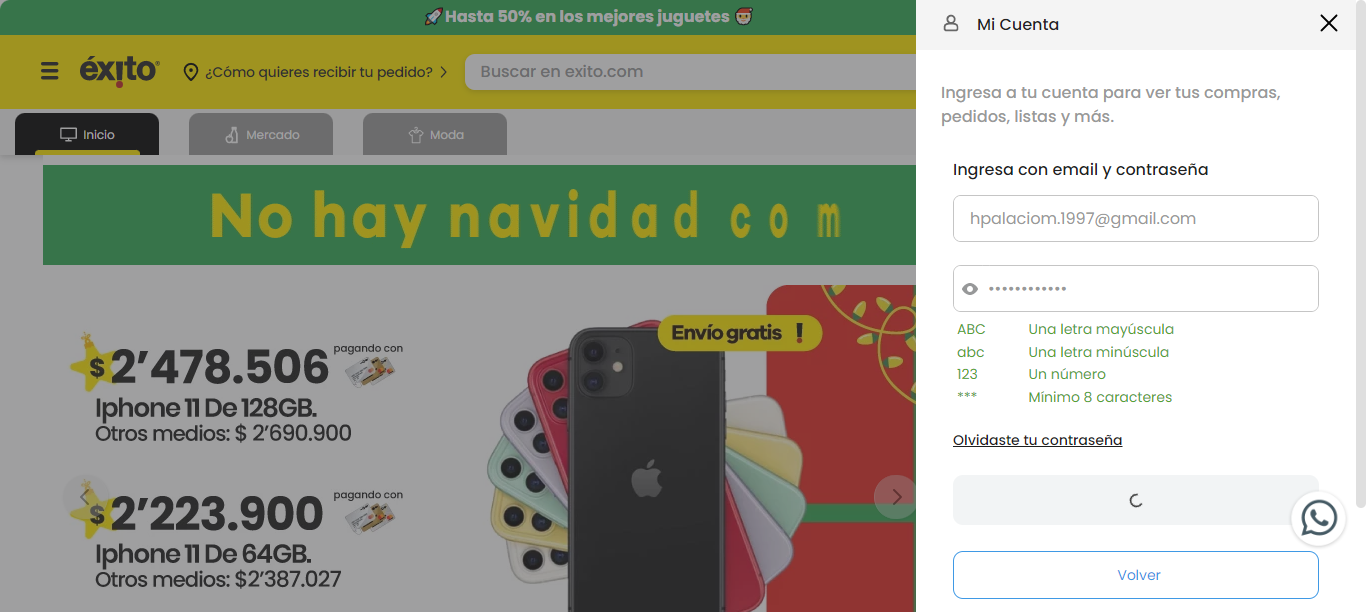 Hasta 50% en los mejores juguetes
éxito
¿Cómo quieres recibir tu pedido?
Buscar en exito.com
Inicio
Mercado
Moda
No hay navidad com
$2’478.506
pagando con
Iphone 11 De 128GB.
Otros medios: $ 2’690.900
Envío gratis !
$2’223.900
pagando con
Iphone 11 De 64GB.
Otros medios: $2’387.027
Mi Cuenta
Ingresa a tu cuenta para ver tus compras,
pedidos, listas y más.
Ingresa con email y contraseña
hpalaciom.1997@gmail.com
••••••••••••
ABC Una letra mayúscula
abc Una letra minúscula
123 Un número
*** Mínimo 8 caracteres
Olvidaste tu contraseña
Volver